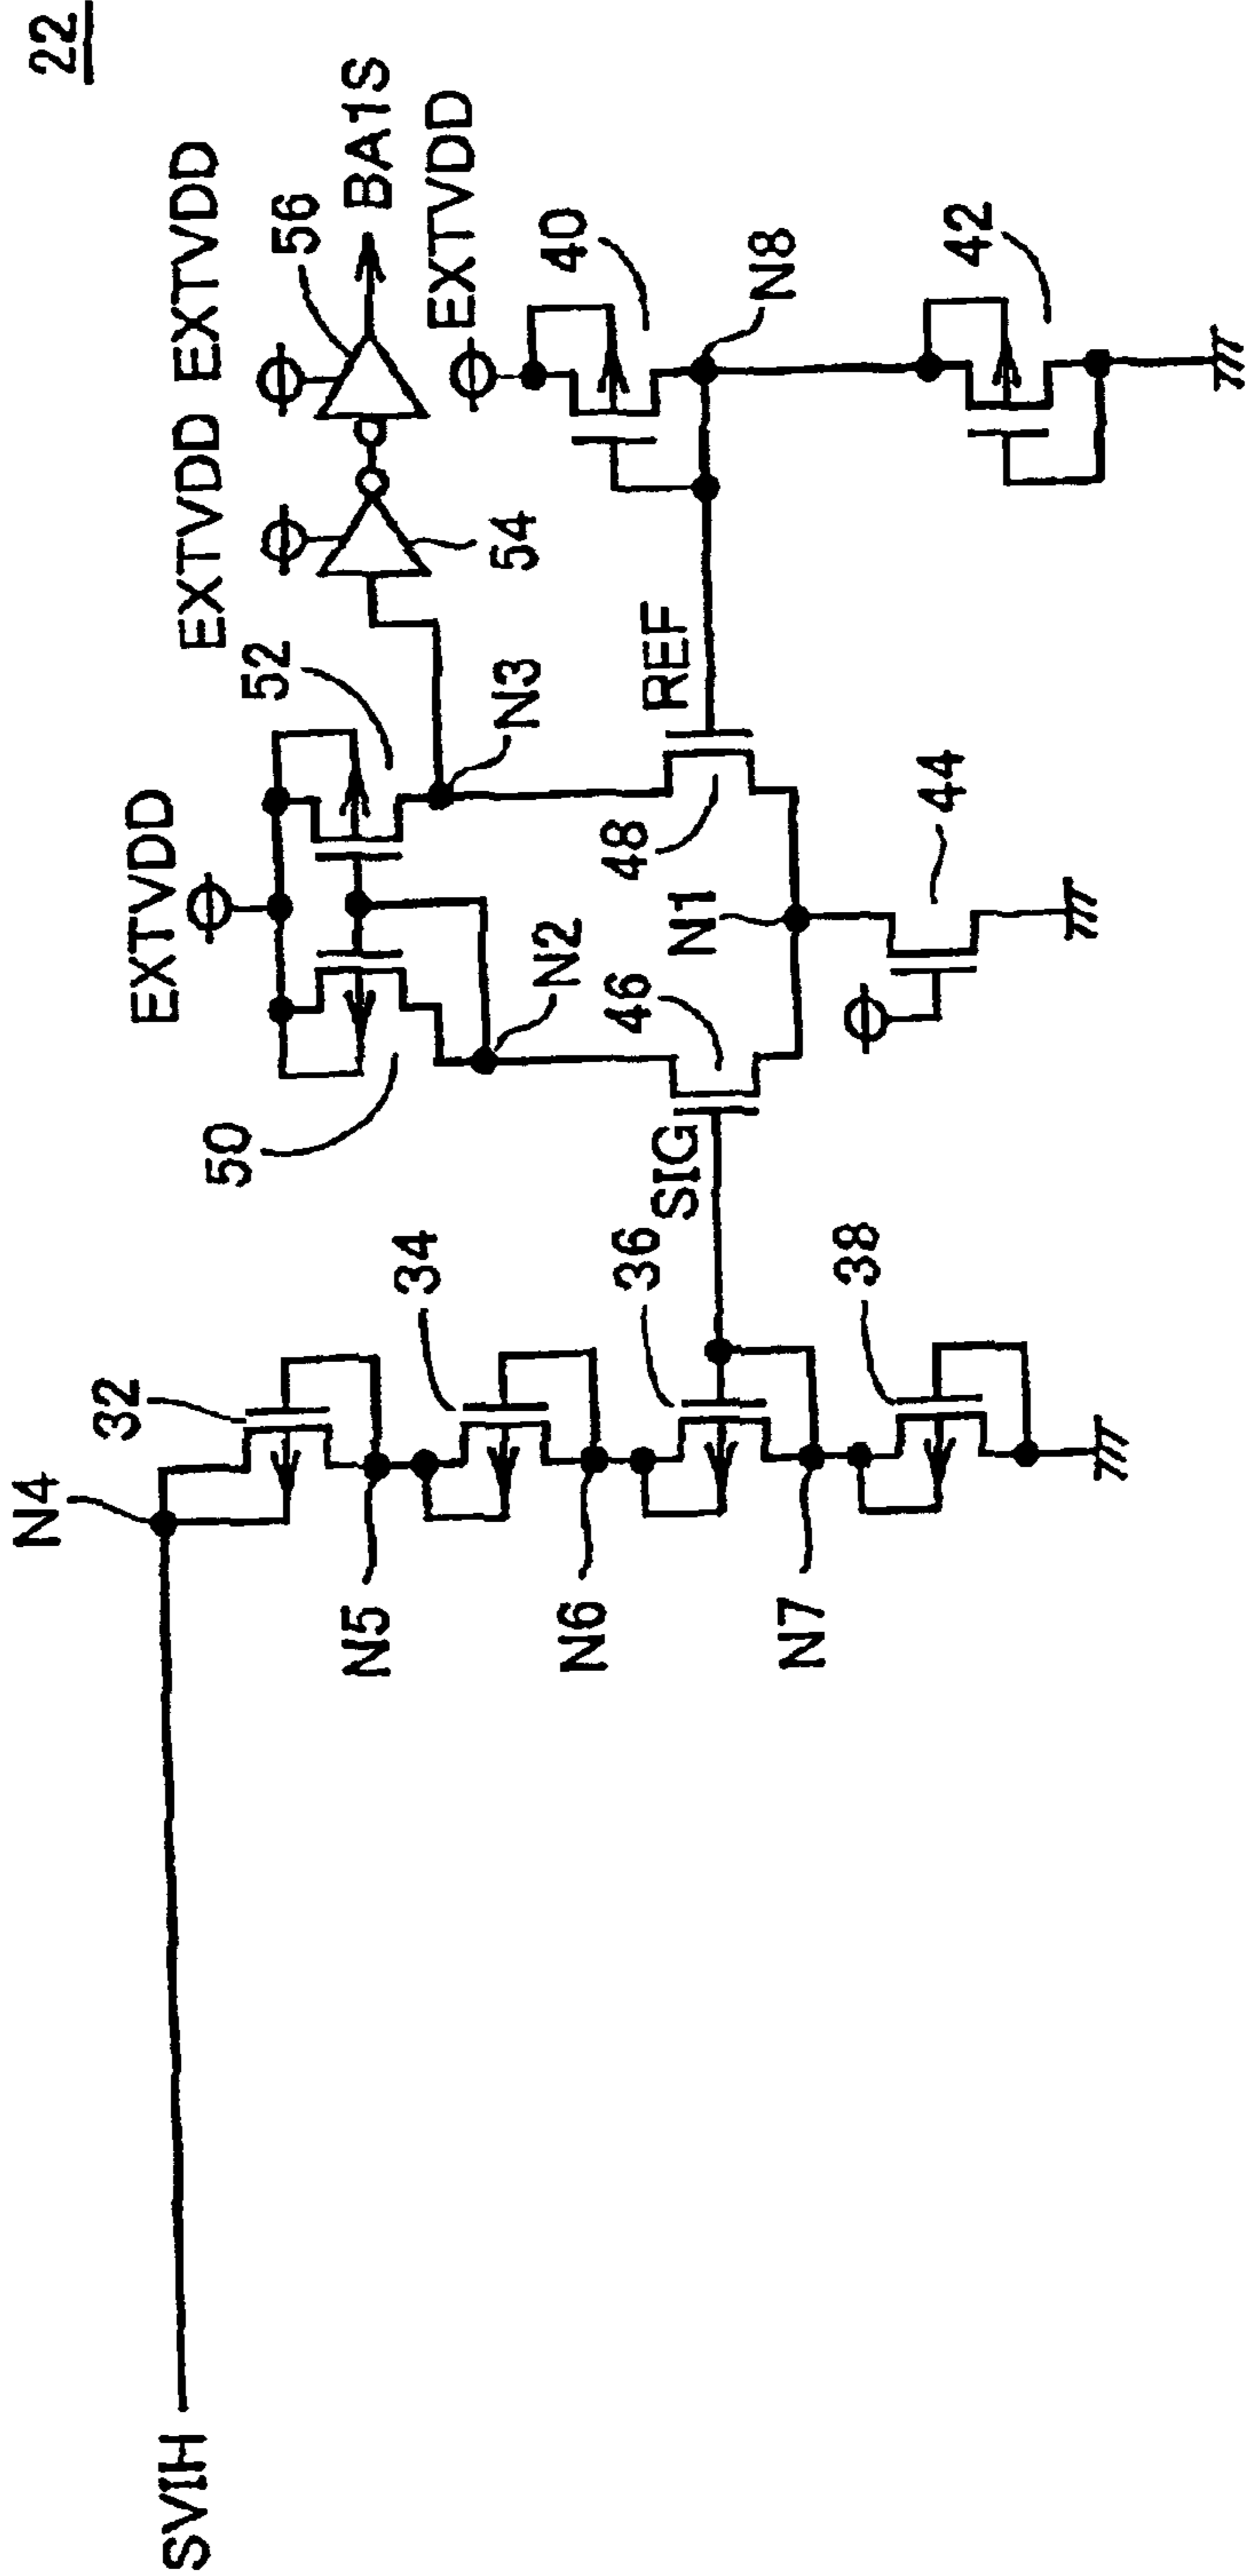 22
SVIH
N4
32
N5
34
N6
36
N7
38
SIG
EXTVDD
50
52
N2
N3
46
48
REF
N1
44
EXTVDD
EXTVDD
54
56
BA1S
EXTVDD
40
N8
42